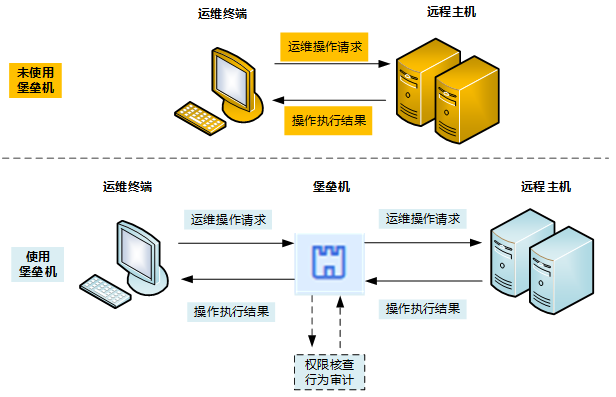 运维终端
远程主机
运维操作请求
未使用
堡垒机
操作执行结果
运维终端
堡垒机
远程主机
运维操作请求
运维操作请求
使用
堡垒机
操作执行结果
操作执行结果
权限核查
行为审计